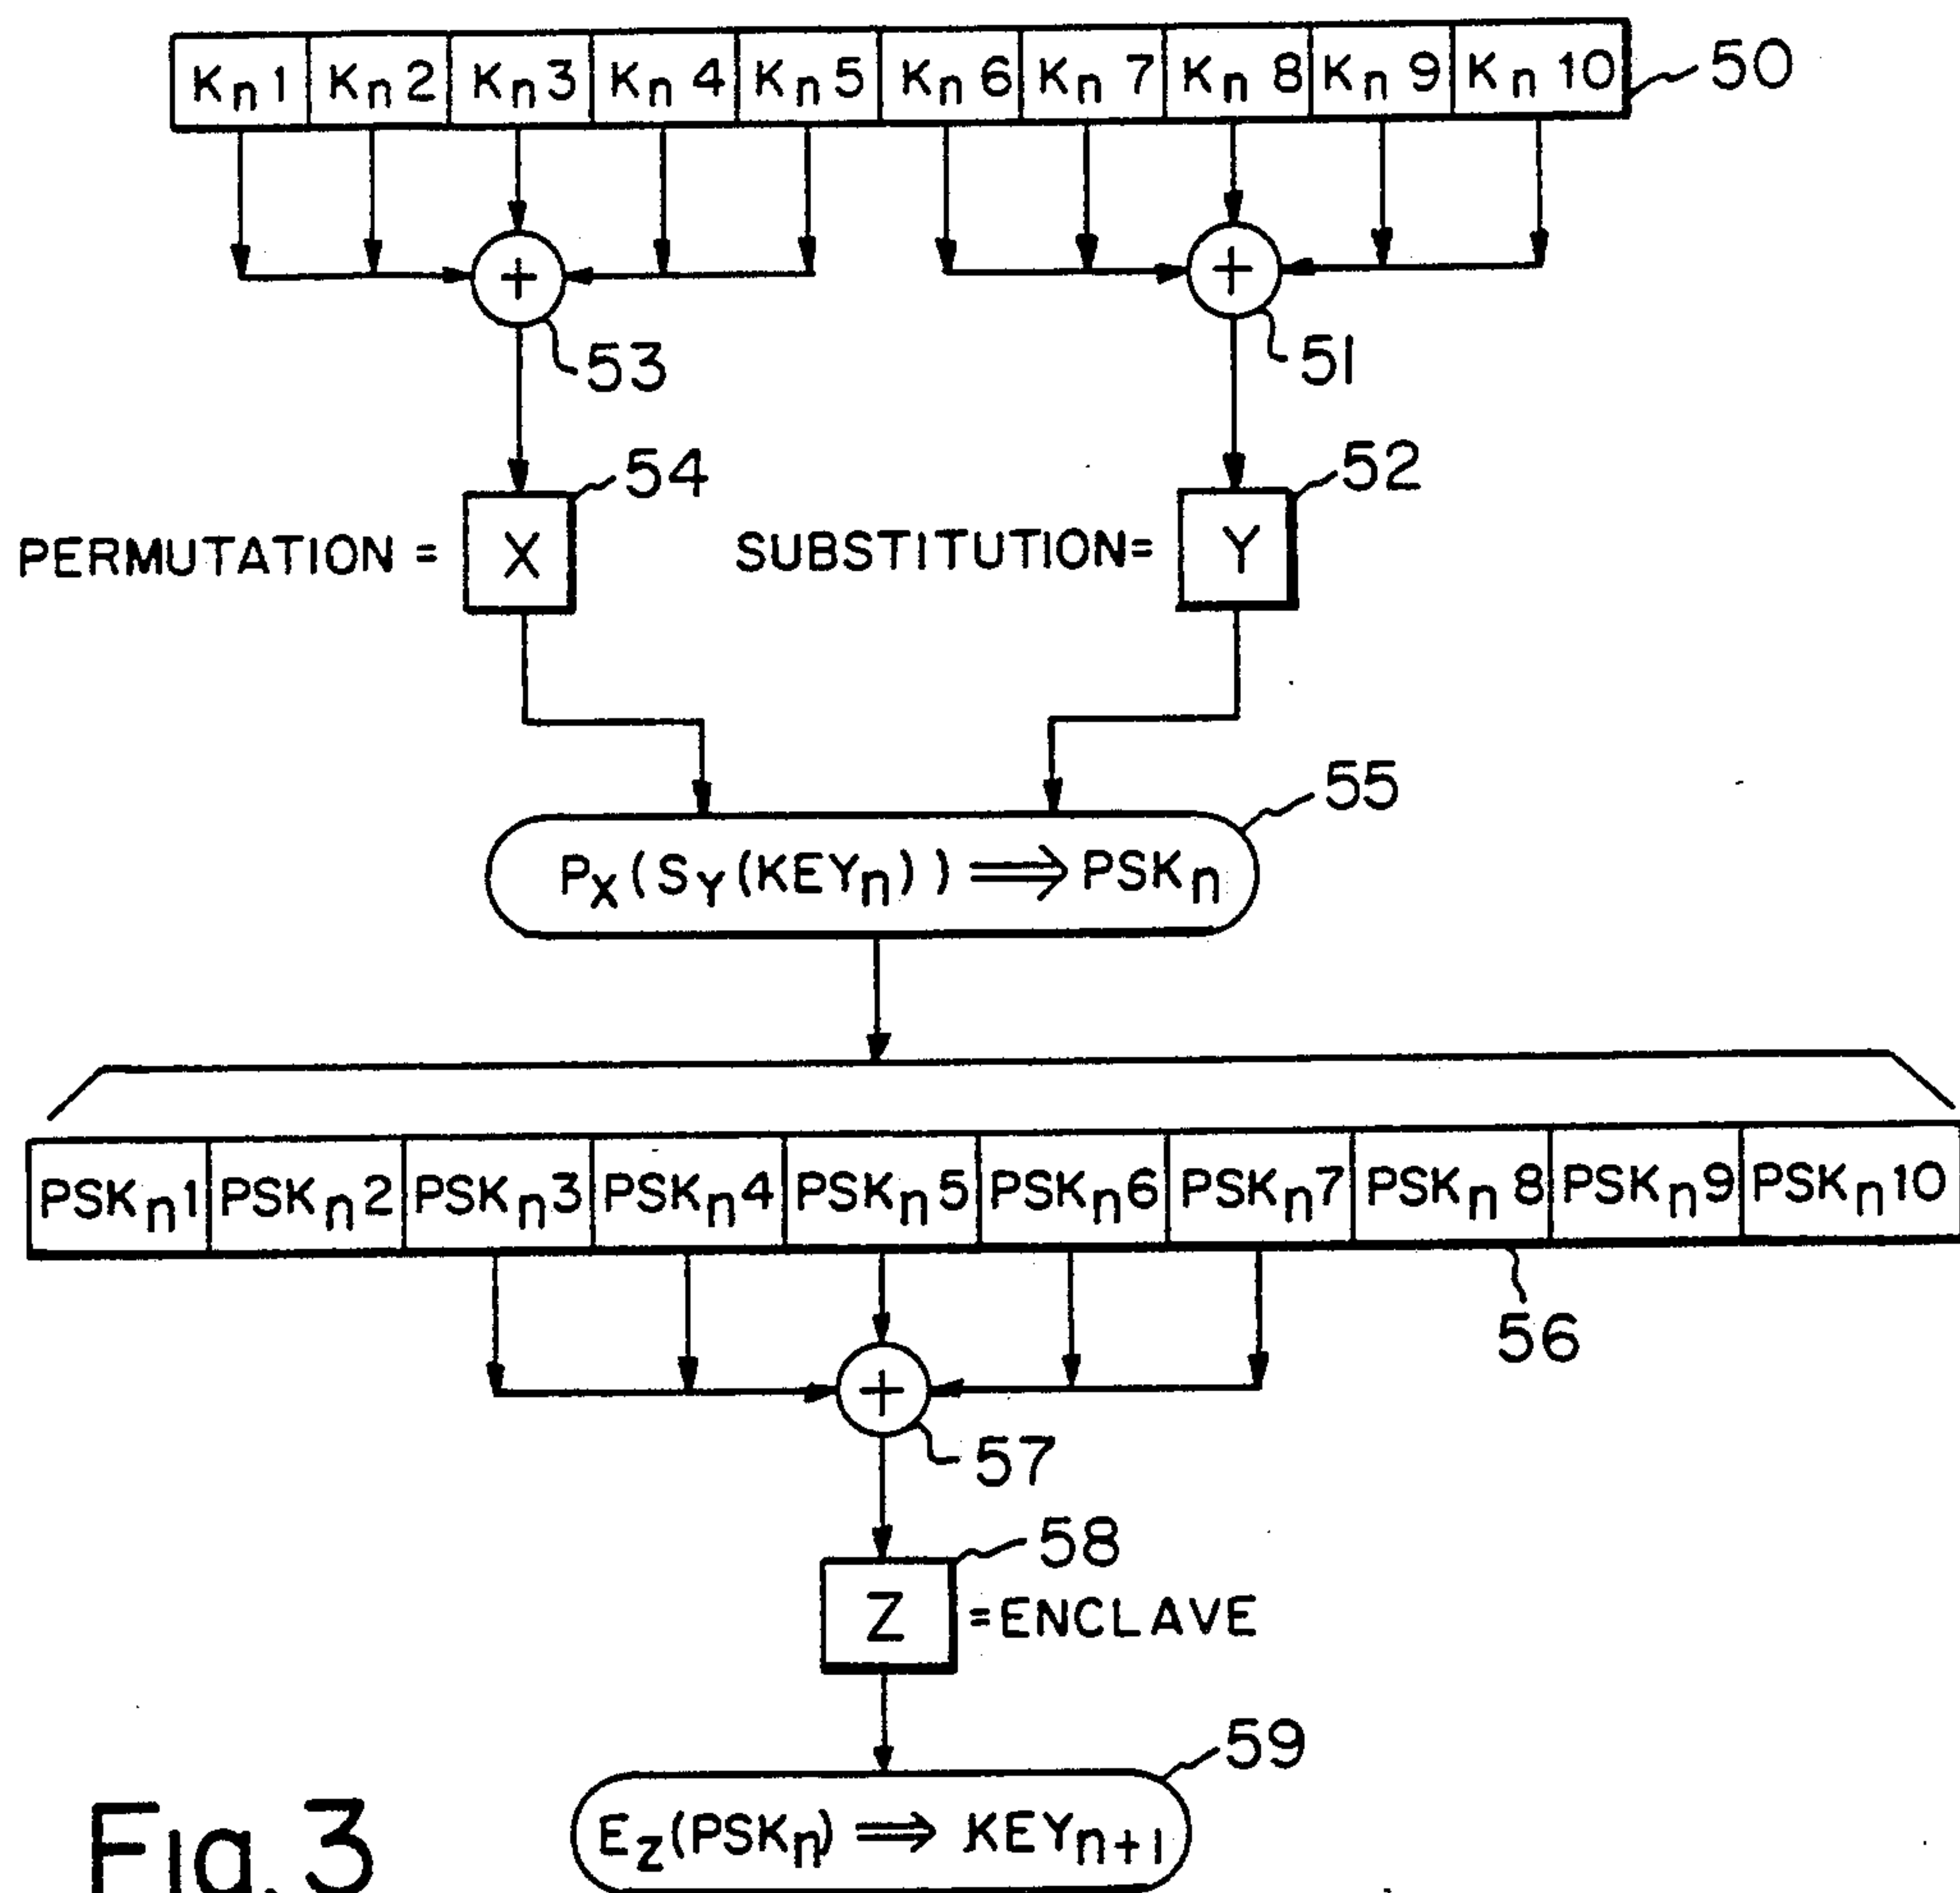 Kn1 Kn2 Kn3 Kn4 Kn5 Kn6 Kn7 Kn8 Kn9 Kn10 50
+ +
53 51
54 52
PERMUTATION = X SUBSTITUTION= Y
55
PX(SY(KEYn)) ⟹ PSKn
PSKn1 PSKn2 PSKn3 PSKn4 PSKn5 PSKn6 PSKn7 PSKn8 PSKn9 PSKn10
56
+
57
58
Z =ENCLAVE
59
EZ(PSKn) ⟹ KEYn+1
Fig.3